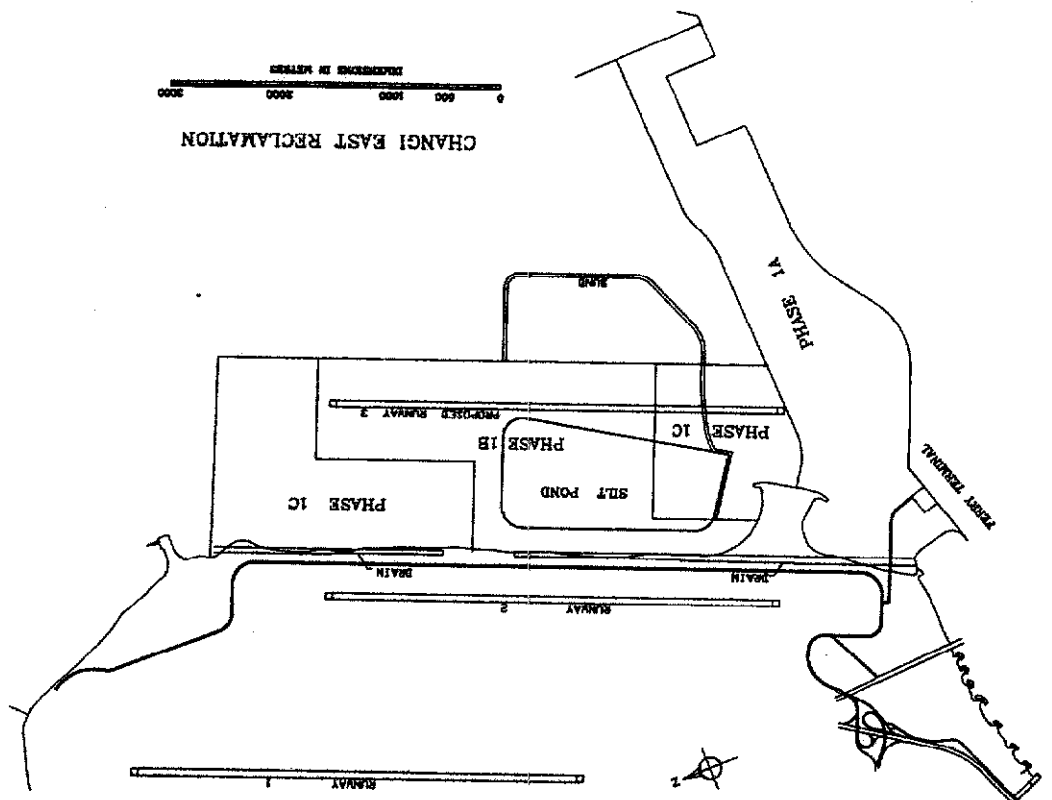 N
RUNWAY 1
RUNWAY 2
DRAIN
DRAIN
FERRY TERMINAL
SILT POND
PHASE 1C
PHASE 1C
PHASE 1B
PROPOSED RUNWAY 3
PHASE 1A
BUND
CHANGI EAST RECLAMATION
0 500 1000 2000 3000
DIMENSIONS IN METRES